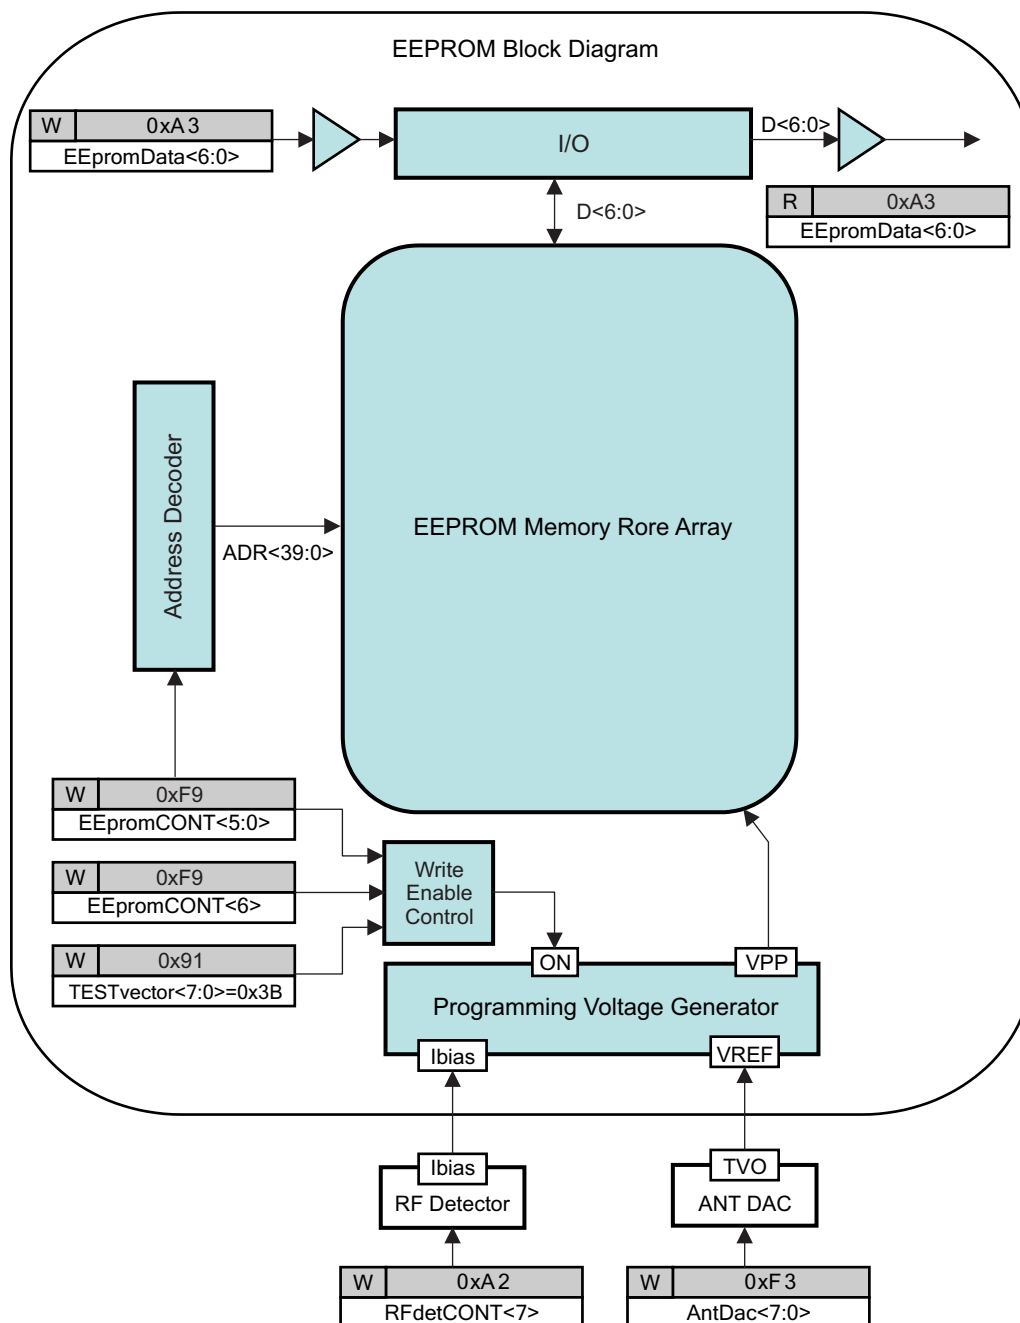 EEPROM Block Diagram
W 0xA3
EEpromData<6:0>
I/O
D<6:0>
R 0xA3
EEpromData<6:0>
D<6:0>
EEPROM Memory Rore Array
Address Decoder
ADR<39:0>
W 0xF9
EEpromCONT<5:0>
W 0xF9
EEpromCONT<6>
W 0x91
TESTvector<7:0>=0x3B
Write
Enable
Control
ON
VPP
Programming Voltage Generator
Ibias
VREF
Ibias
RF Detector
TVO
ANT DAC
W 0xA2
RFdetCONT<7>
W 0xF3
AntDac<7:0>